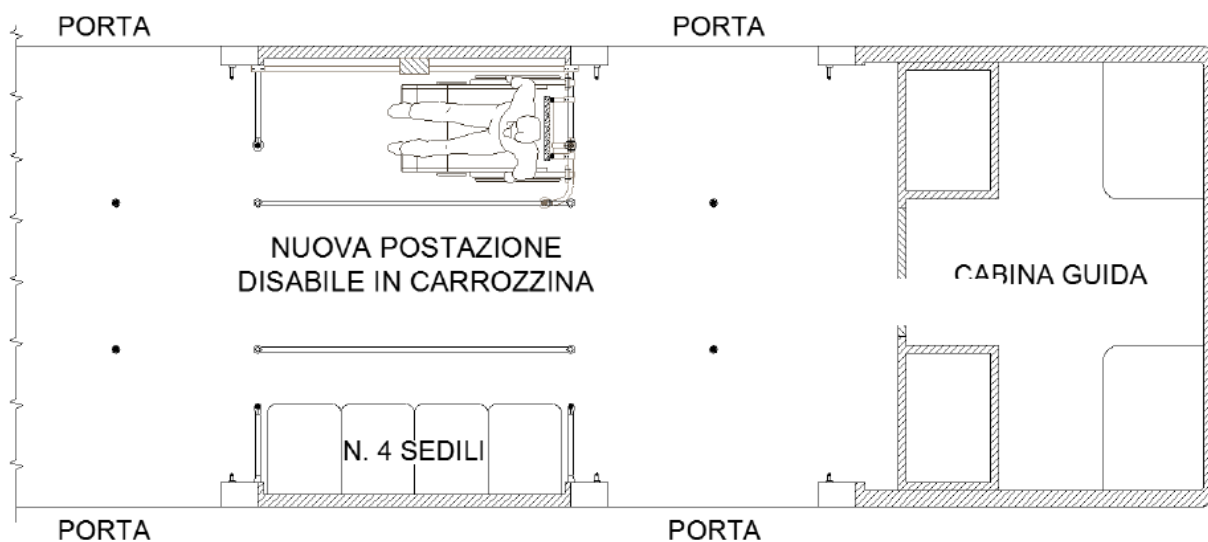 PORTA
PORTA
NUOVA POSTAZIONE
DISABILE IN CARROZZINA
CABINA GUIDA
N. 4 SEDILI
PORTA
PORTA